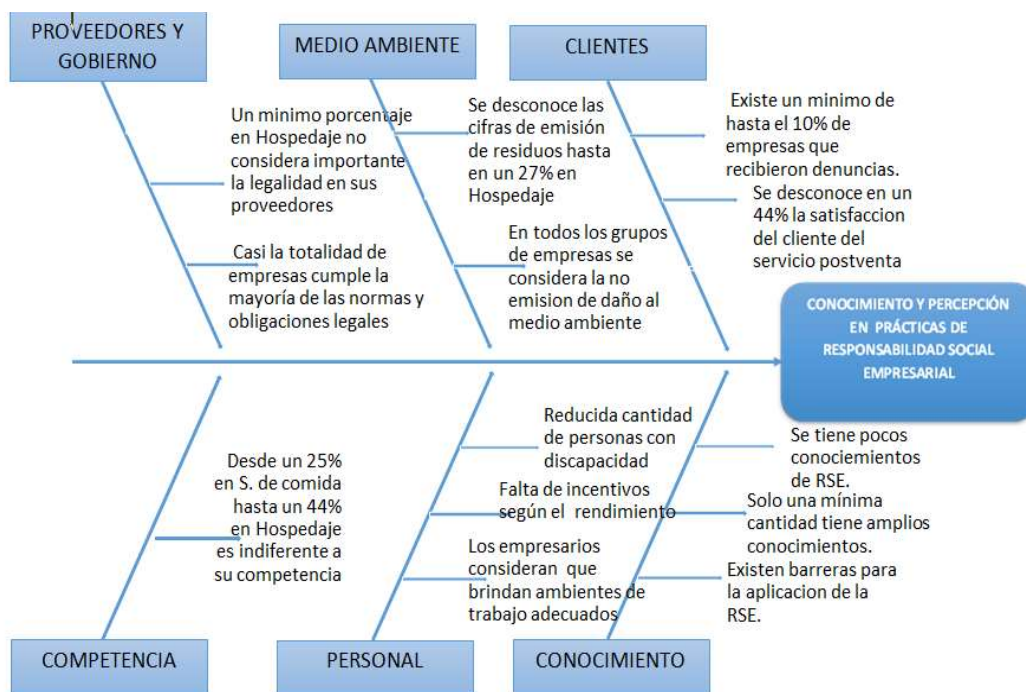 PROVEEDORES Y
GOBIERNO
MEDIO AMBIENTE
CLIENTES
Un minimo porcentaje
en Hospedaje no
considera importante
la legalidad en sus
proveedores
Casi la totalidad de
empresas cumple la
mayoría de las normas y
obligaciones legales
Se desconoce las
cifras de emisión
de residuos hasta
en un 27% en
Hospedaje
En todos los grupos
de empresas se
considera la no
emision de daño al
medio ambiente
Existe un minimo de
hasta el 10% de
empresas que
recibieron denuncias.
Se desconoce en un
44% la satisfaccion
del cliente del
servicio postventa
CONOCIMIENTO Y PERCEPCIÓN
EN PRÁCTICAS DE
RESPONSABILIDAD SOCIAL
EMPRESARIAL
Desde un 25%
en S. de comida
hasta un 44%
en Hospedaje
es indiferente a
su competencia
Reducida cantidad
de personas con
discapacidad
Falta de incentivos
según el rendimiento
Los empresarios
consideran que
brindan ambientes de
trabajo adecuados
Se tiene pocos
conociemientos
de RSE.
Solo una mínima
cantidad tiene amplios
conocimientos.
Existen barreras para
la aplicacion de la
RSE.
COMPETENCIA
PERSONAL
CONOCIMIENTO